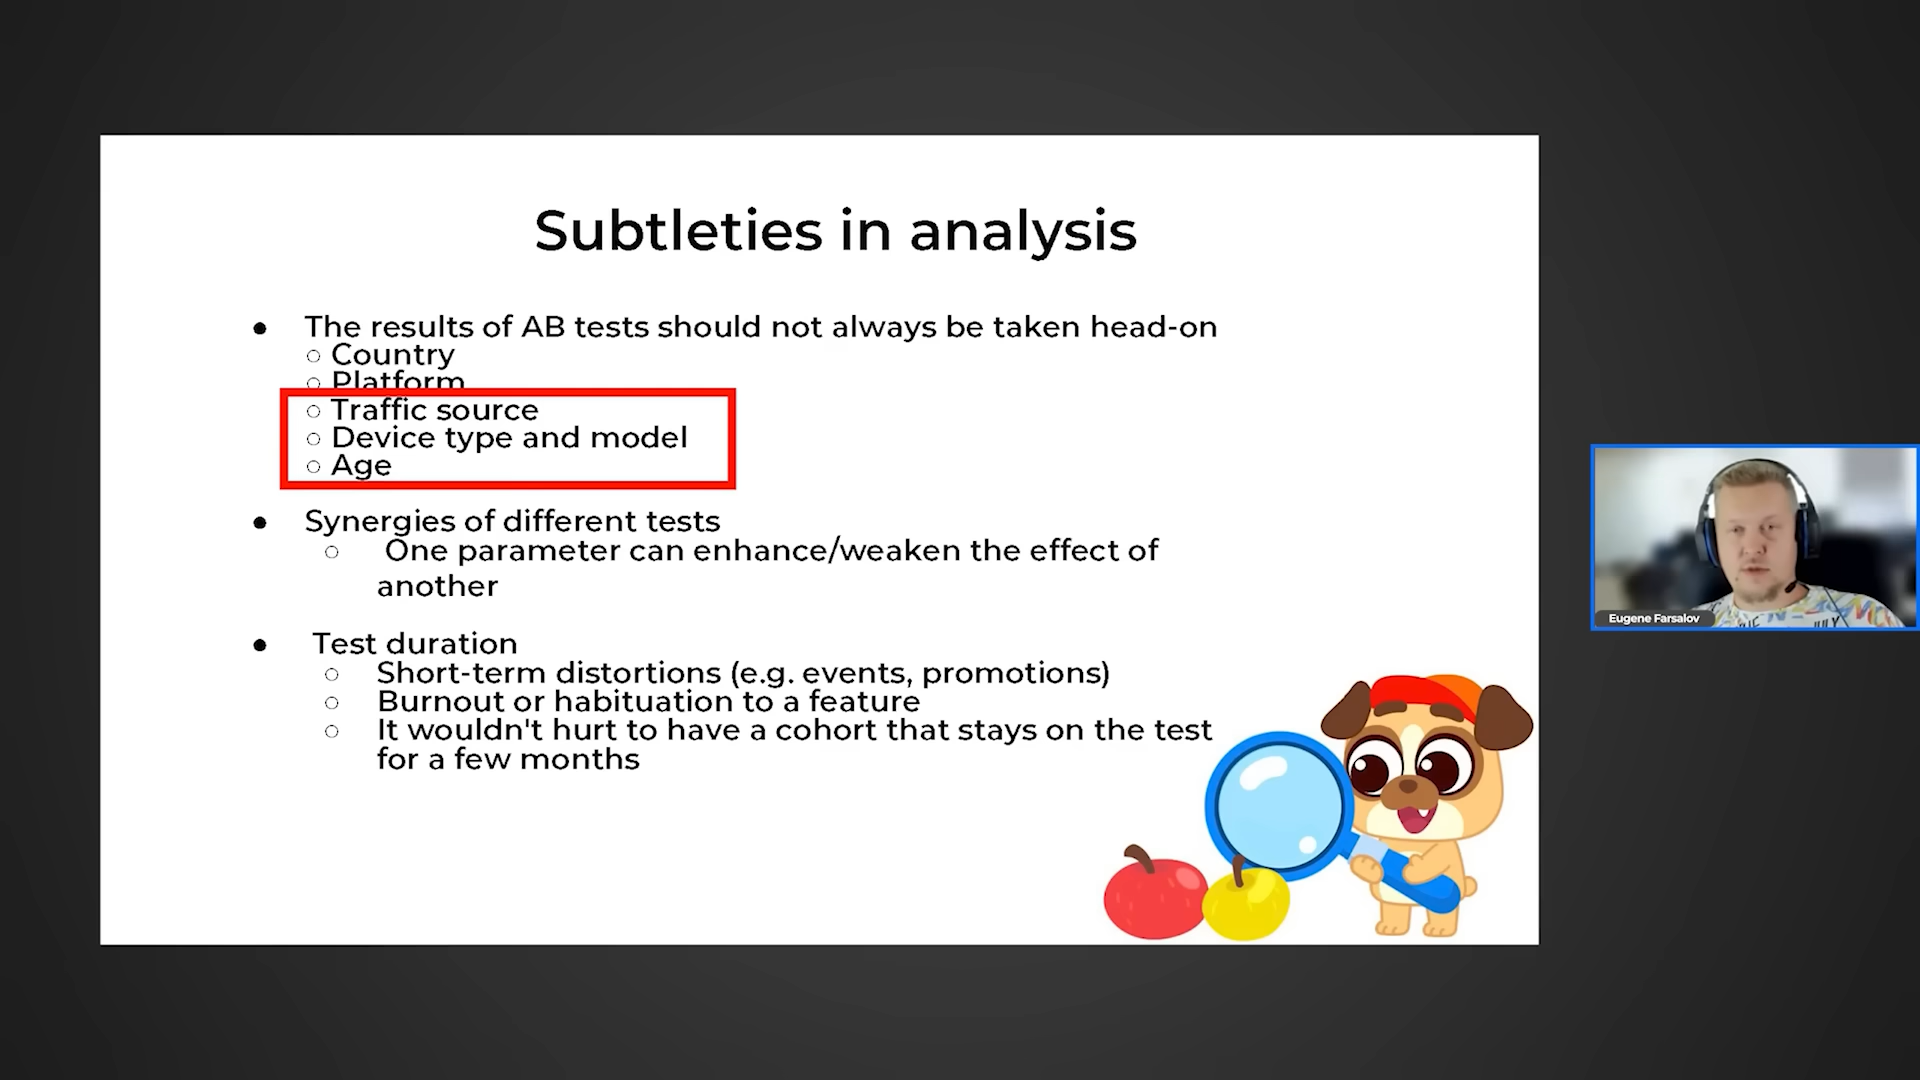 Subtleties in analysis
● The results of AB tests should not always be taken head-on
○ Country
○ Platform
○ Traffic source
○ Device type and model
○ Age
● Synergies of different tests
○ One parameter can enhance/weaken the effect of
another
● Test duration
○ Short-term distortions (e.g. events, promotions)
○ Burnout or habituation to a feature
○ It wouldn't hurt to have a cohort that stays on the test
for a few months
Eugene Farsalov